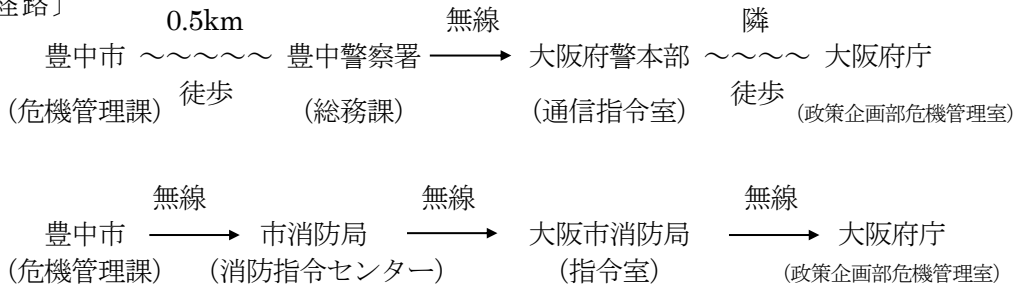 経路〕
0.5km 無線 隣
豊中市 ～～～～～ 豊中警察署 → 大阪府警本部 ～～～～ 大阪府庁
徒歩 徒歩
(危機管理課) (総務課) (通信指令室) (政策企画部危機管理室)
無線 無線 無線
豊中市 → 市消防局 → 大阪市消防局 → 大阪府庁
(危機管理課) (消防指令センター) (指令室) (政策企画部危機管理室)